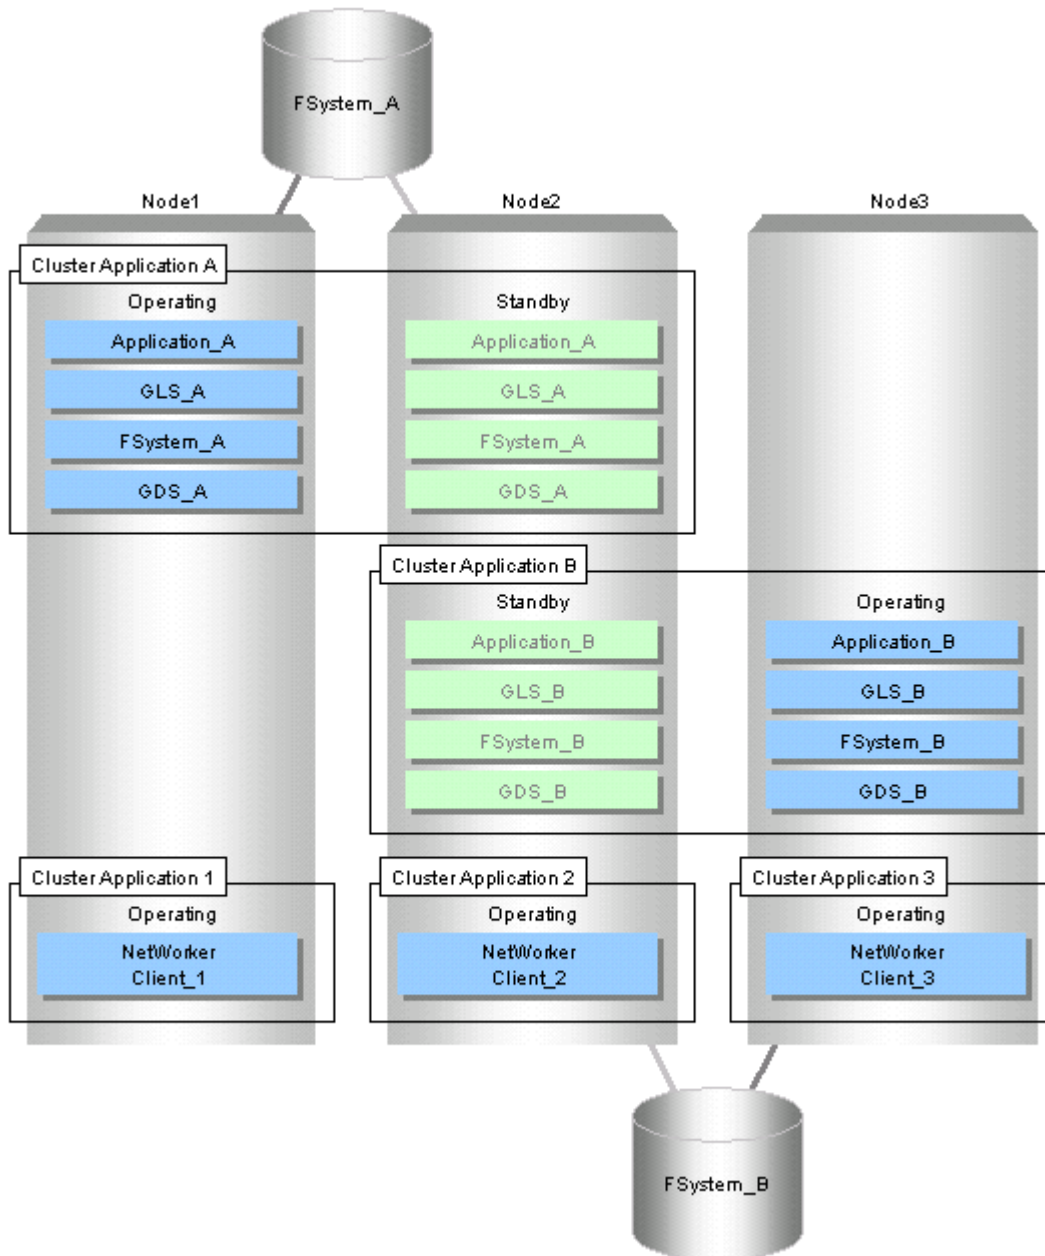 FSystem_A
Node1
Node2
Node3
Cluster Application A
Operating
Standby
Application_A
Application_A
GLS_A
GLS_A
FSystem_A
FSystem_A
GDS_A
GDS_A
Cluster Application B
Standby
Operating
Application_B
Application_B
GLS_B
GLS_B
FSystem_B
FSystem_B
GDS_B
GDS_B
Cluster Application 1
Cluster Application 2
Cluster Application 3
Operating
Operating
Operating
NetWorker
Client_1
NetWorker
Client_2
NetWorker
Client_3
FSystem_B